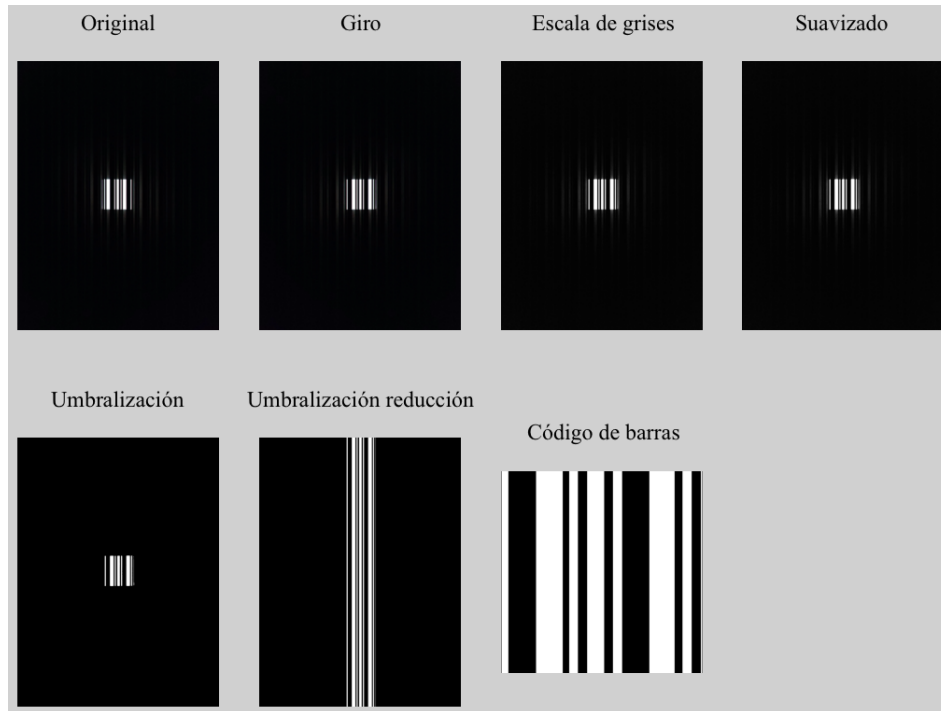 Original
Giro
Escala de grises
Suavizado
Umbralización
Umbralización reducción
Código de barras